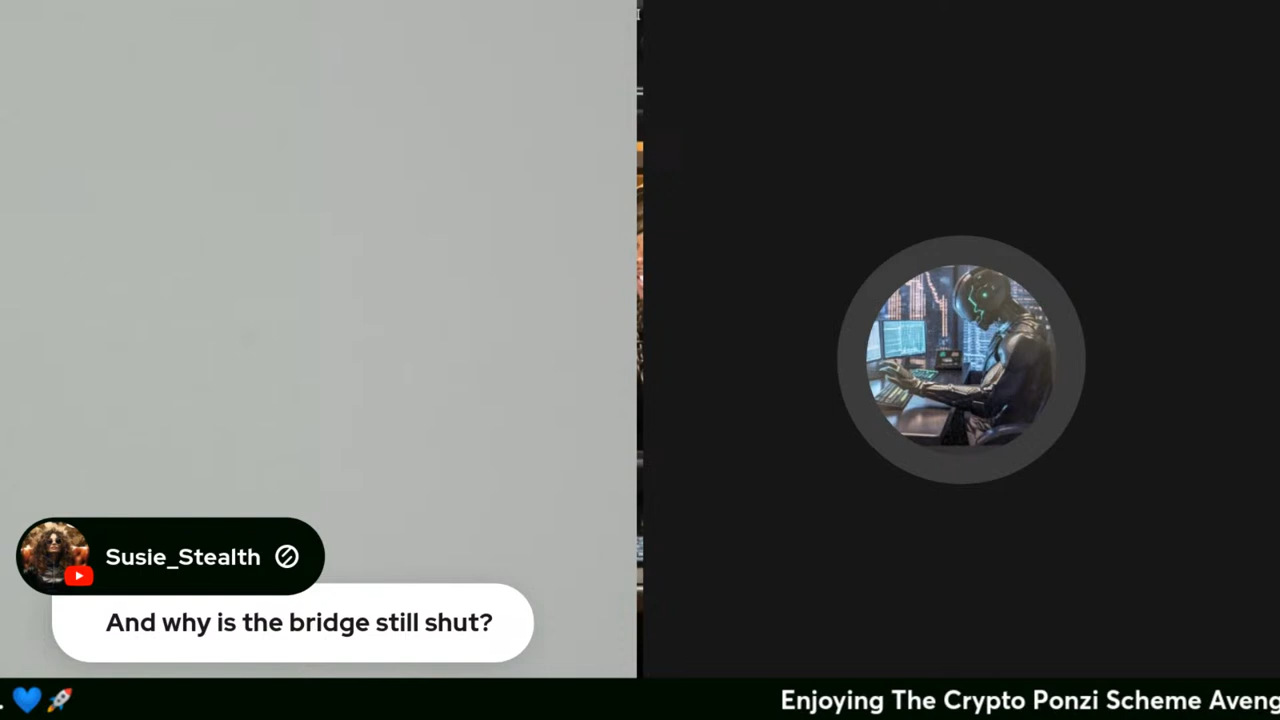 Susie_Stealth
And why is the bridge still shut?
. 💙🚀 Enjoying The Crypto Ponzi Scheme Aveng